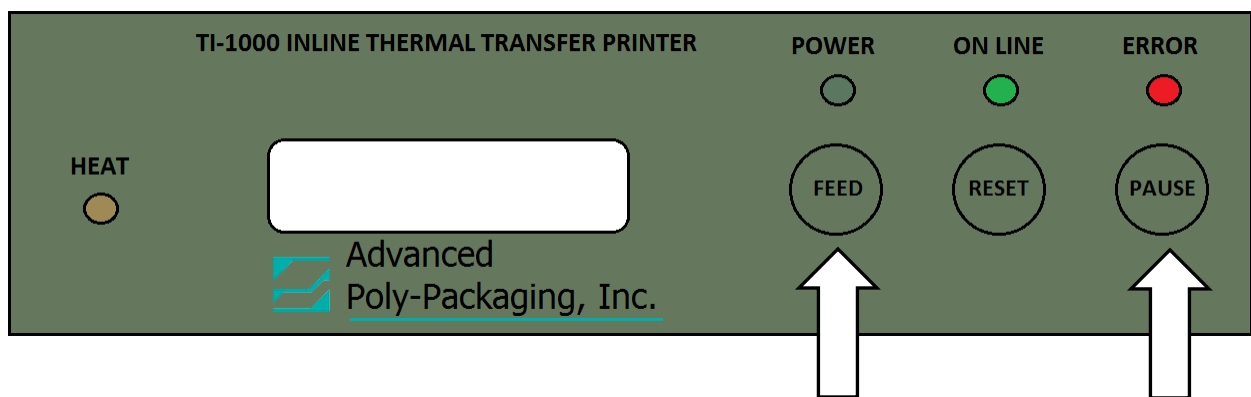 TI-1000 INLINE THERMAL TRANSFER PRINTER
POWER
ON LINE
ERROR
HEAT
FEED
RESET
PAUSE
Advanced
Poly-Packaging, Inc.